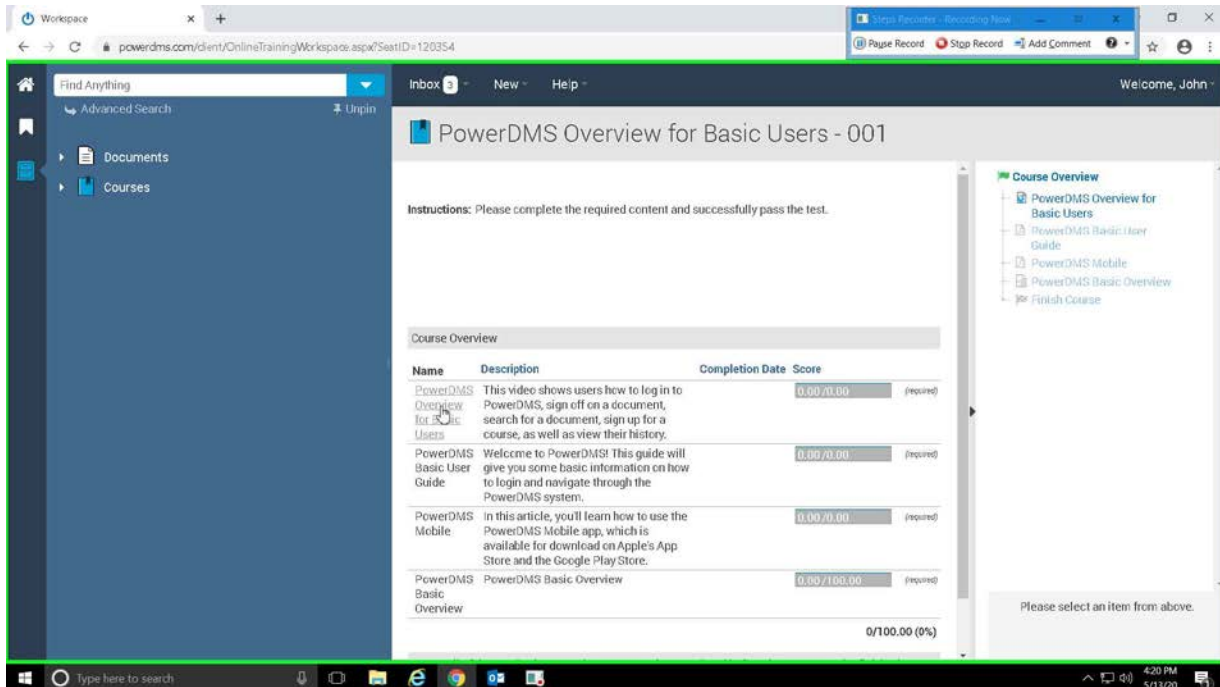 Workspace
Steps Recorder - Recording Now
powerdms.com/client/OnlineTrainingWorkspace.aspx?SeatID=120354
Pause Record Stop Record Add Comment
Find Anything
Advanced Search Unpin
Documents
Courses
Inbox 3 New Help Welcome, John
PowerDMS Overview for Basic Users - 001
Instructions: Please complete the required content and successfully pass the test.
Course Overview
Name Description Completion Date Score
PowerDMS Overview for Basic Users
This video shows users how to log in to
PowerDMS, sign off on a document,
search for a document, sign up for a
course, as well as view their history.
0.00/0.00 (required)
PowerDMS
Basic User
Guide
Welcome to PowerDMS! This guide will
give you some basic information on how
to login and navigate through the
PowerDMS system.
0.00/0.00 (required)
PowerDMS
Mobile
In this article, you'll learn how to use the
PowerDMS Mobile app, which is
available for download on Apple's App
Store and the Google Play Store.
0.00/0.00 (required)
PowerDMS
Basic
Overview
PowerDMS Basic Overview
0.00/100.00 (required)
0/100.00 (0%)
Course Overview
PowerDMS Overview for
Basic Users
PowerDMS Basic User
Guide
PowerDMS Mobile
PowerDMS Basic Overview
Finish Course
Please select an item from above.
Type here to search
4:20 PM
5/13/20